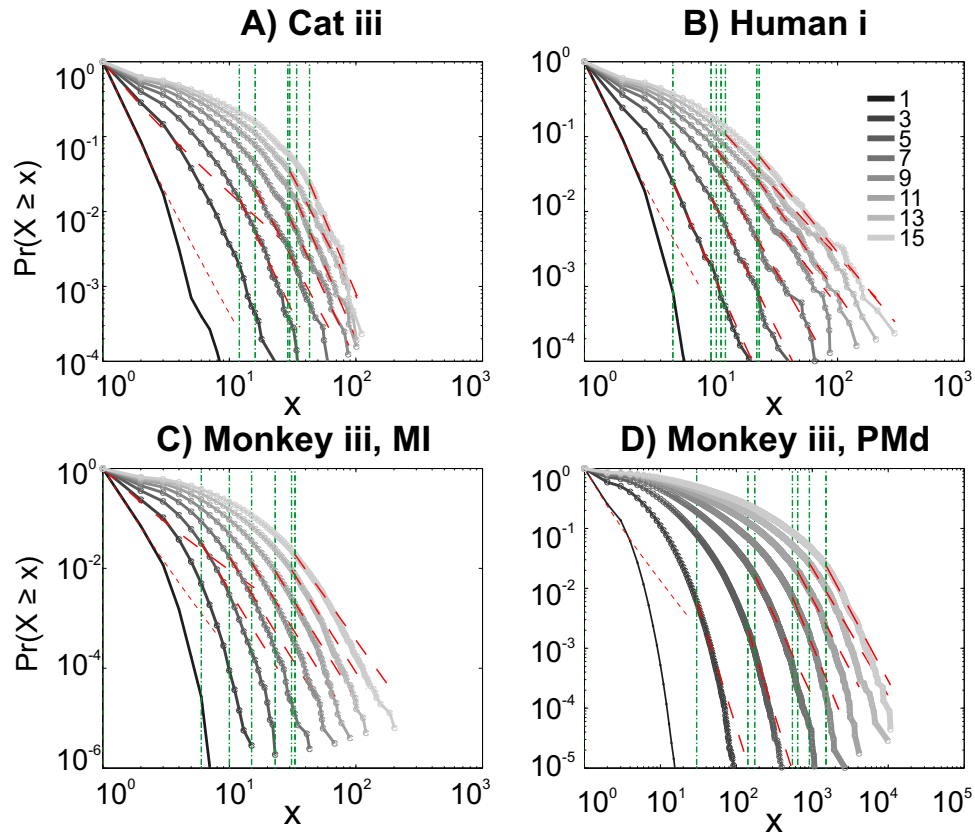 A) Cat iii
B) Human i
Pr(X ≥ x)
10^0
10^-1
10^-2
10^-3
10^-4
10^0 10^1 10^2 10^3
x
10^0
10^-1
10^-2
10^-3
10^-4
10^0 10^1 10^2 10^3
x
1
3
5
7
9
11
13
15
C) Monkey iii, MI
D) Monkey iii, PMd
Pr(X ≥ x)
10^0
10^-2
10^-4
10^-6
10^0 10^1 10^2 10^3
x
10^0
10^-1
10^-2
10^-3
10^-4
10^-5
10^0 10^1 10^2 10^3 10^4 10^5
x